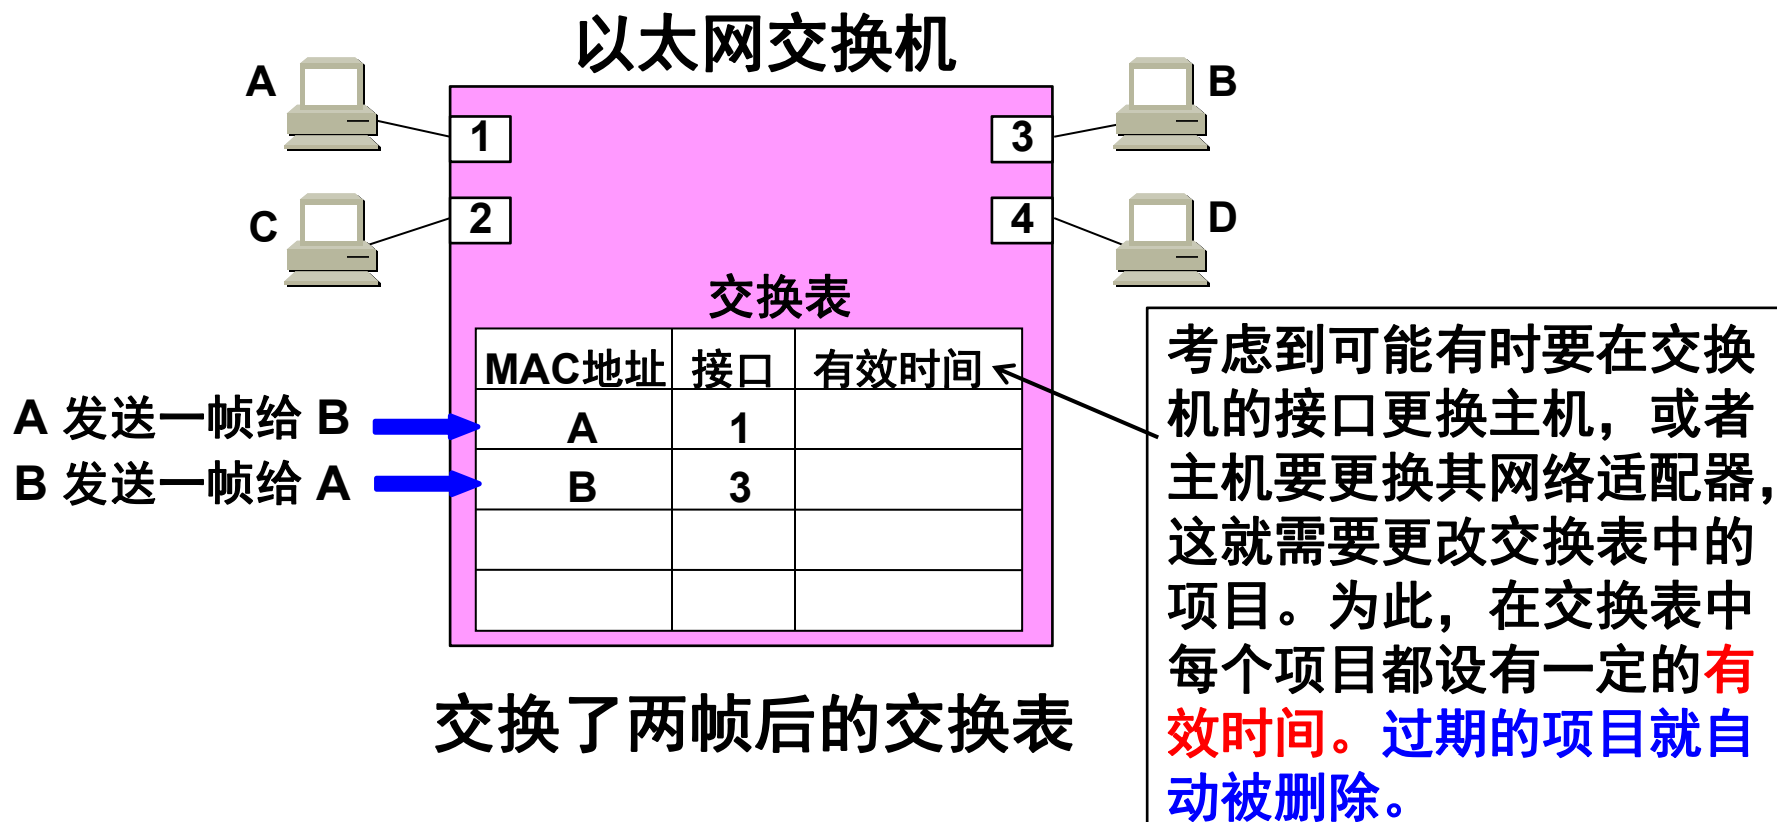 以太网交换机
A
B
1
3
C
2
4
D
交换表
MAC地址 接口 有效时间
A 发送一帧给 B
A 1
B 发送一帧给 A
B 3
交换了两帧后的交换表
考虑到可能有时要在交换
机的接口更换主机，或者
主机要更换其网络适配器，
这就需要更改交换表中的
项目。为此，在交换表中
每个项目都设有一定的有
效时间。过期的项目就自
动被删除。